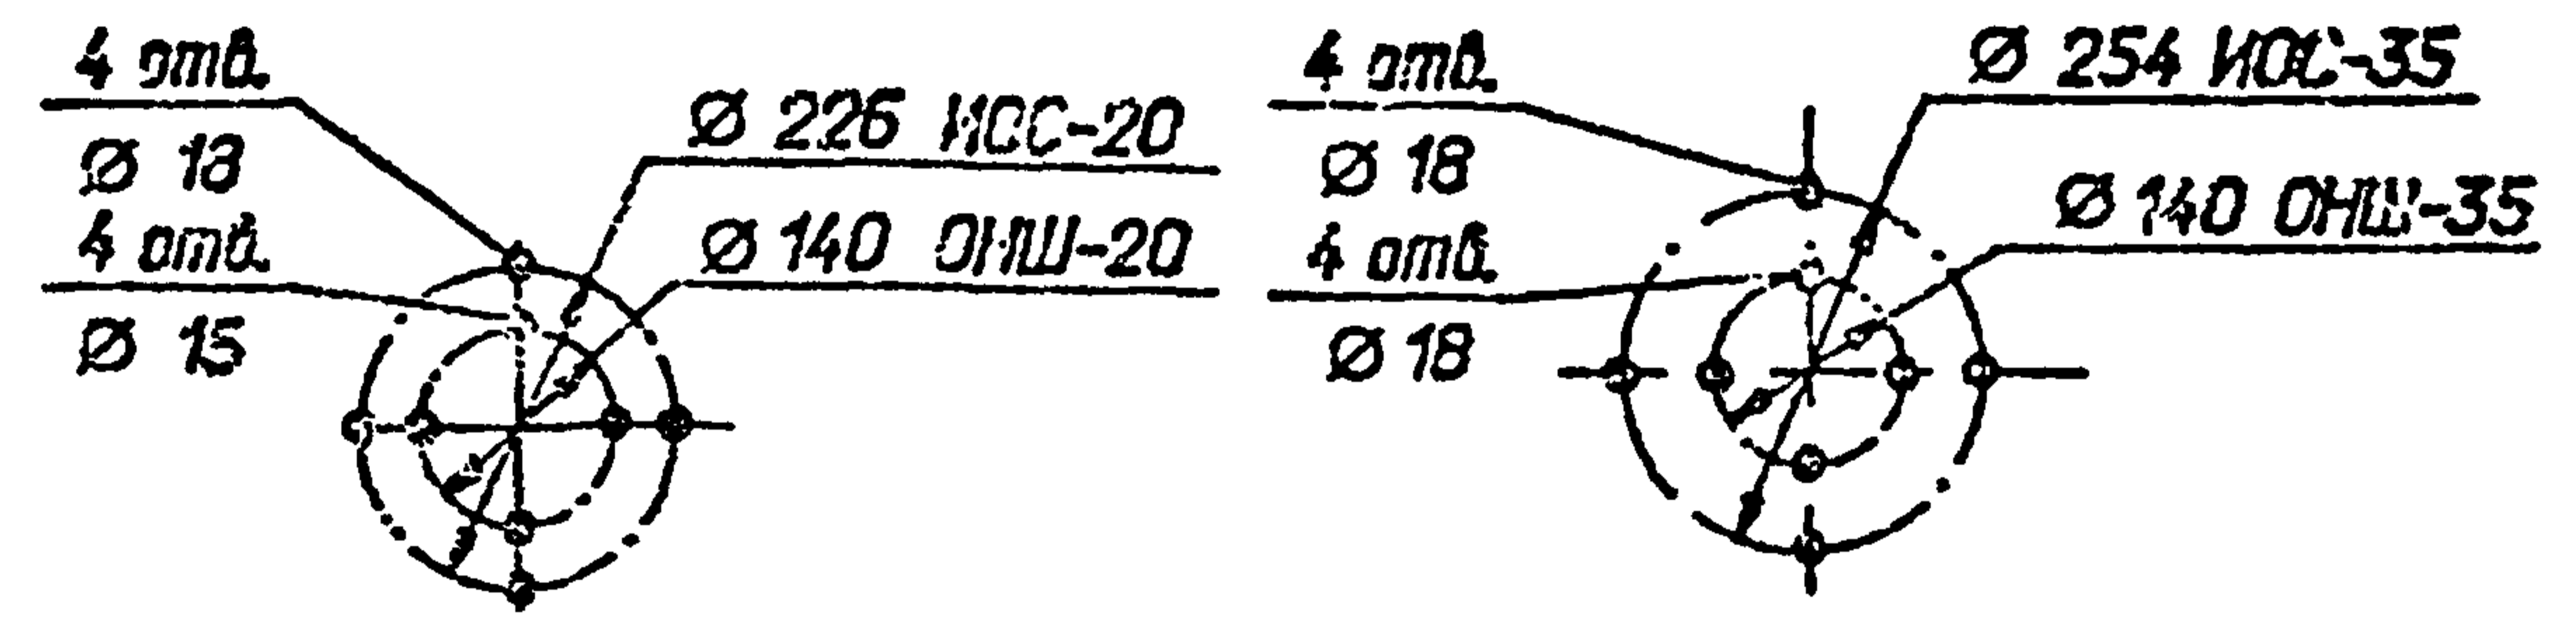 4 отв.
Ø 18
4 отв.
Ø 15
Ø 226 ИОС-20
Ø 140 ОНШ-20
4 отв.
Ø 18
4 отв.
Ø 18
Ø 254 ИОС-35
Ø 140 ОНШ-35